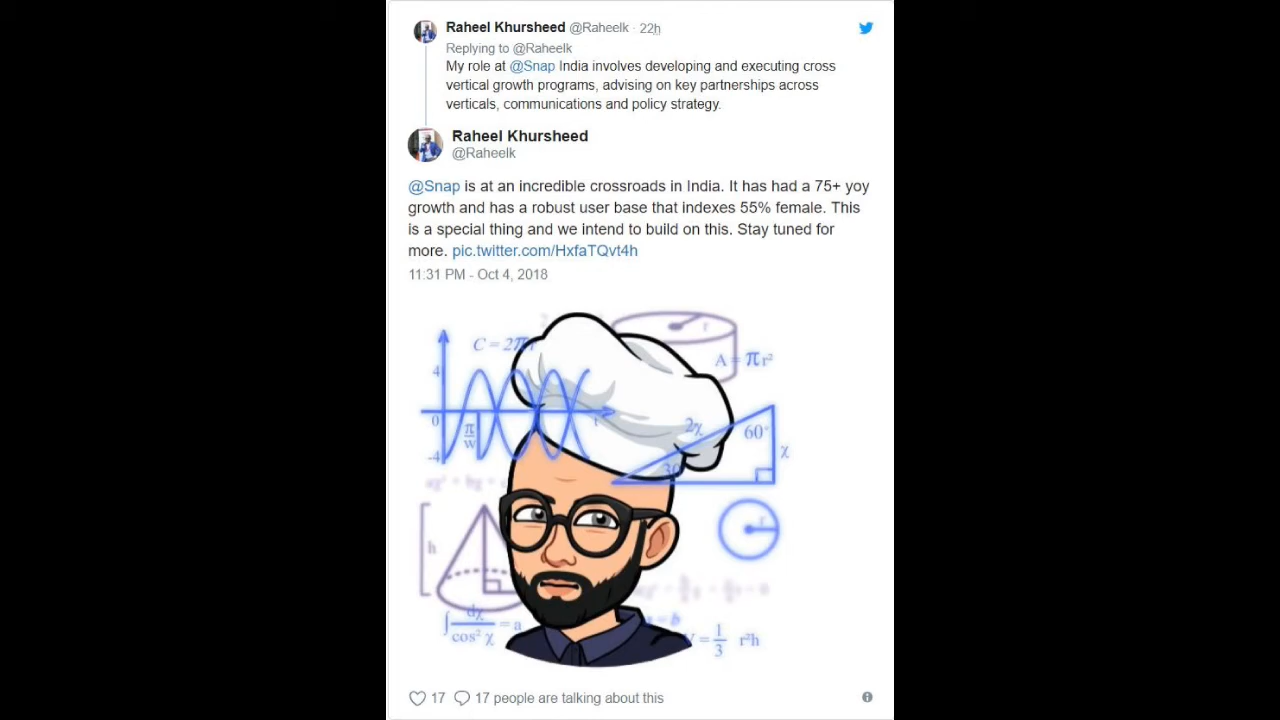 Raheel Khursheed @Raheelk · 22h
Replying to @Raheelk
My role at @Snap India involves developing and executing cross
vertical growth programs, advising on key partnerships across
verticals, communications and policy strategy.
Raheel Khursheed
@Raheelk
@Snap is at an incredible crossroads in India. It has had a 75+ yoy
growth and has a robust user base that indexes 55% female. This
is a special thing and we intend to build on this. Stay tuned for
more. pic.twitter.com/HxfaTQvt4h
11:31 PM - Oct 4, 2018
C = 2πr
r
A = πr²
4
0
π
w
t
-4
2χ
60°
χ
30
h
r
∫ dχ
cos² χ
= a
V = 1
3
r²h
17 17 people are talking about this